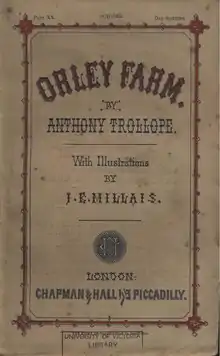 ORLEY FARM.
BY
ANTHONY TROLLOPE.
With Illustrations
BY
J. E. MILLAIS.
LONDON:
CHAPMAN & HALL 193 PICCADILLY.
UNIVERSITY OF VICTORIA
LIBRARY